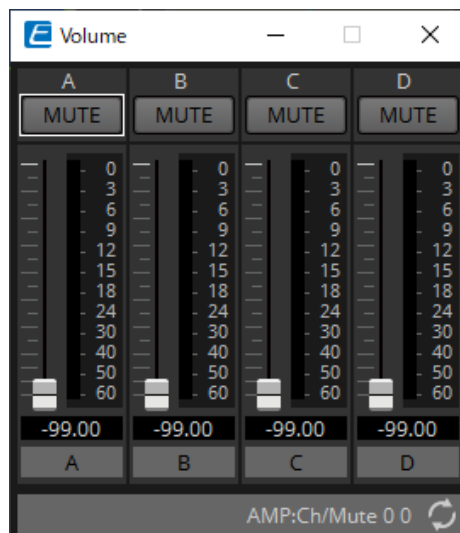 E Volume
A B C D
MUTE MUTE MUTE MUTE
0 0 0 0
3 3 3 3
6 6 6 6
9 9 9 9
12 12 12 12
15 15 15 15
18 18 18 18
24 24 24 24
30 30 30 30
40 40 40 40
50 50 50 50
60 60 60 60
-99.00 -99.00 -99.00 -99.00
A B C D
AMP:Ch/Mute 0 0